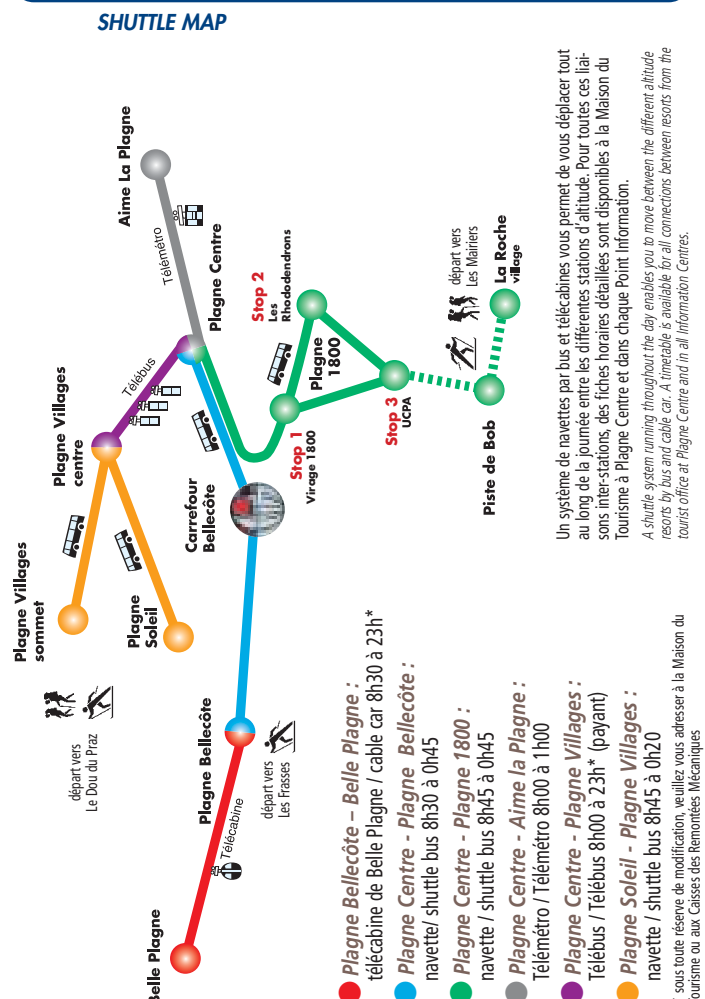 SHUTTLE MAP
Aime La Plagne
Télémétro
Plagne Centre
Télébus
Plagne Villages
centre
Plagne Villages
sommet
Plagne
Soleil
Carrefour
Bellecôte
Stop 1
Virage 1800
Stop 2
Les
Rhododendrons
Plagne
1800
Stop 3
UCPA
départ vers
Les Mairiers
La Roche
village
Piste de Bob
départ vers
Le Dou du Praz
Plagne Bellecôte
départ vers
Les Frasses
Télécabine
Belle Plagne
Plagne Bellecôte – Belle Plagne :
télécabine de Belle Plagne / cable car 8h30 à 23h*
Plagne Centre - Plagne Bellecôte :
navette/ shuttle bus 8h30 à 0h45
Plagne Centre - Plagne 1800 :
navette / shuttle bus 8h45 à 0h45
Plagne Centre - Aime la Plagne :
Télémétro / Télémétro 8h00 à 1h00
Plagne Centre - Plagne Villages :
Télébus / Télébus 8h00 à 23h* (payant)
Plagne Soleil - Plagne Villages :
navette / shuttle bus 8h45 à 0h20
sous toute réserve de modification, veuillez vous adresser à la Maison du
ourisme ou aux Caisses des Remontées Mécaniques
Un système de navettes par bus et télécabines vous permet de vous déplacer tout
au long de la journée entre les différentes stations d'altitude. Pour toutes ces liai-
sons inter-stations, des fiches horaires détaillées sont disponibles à la Maison du
Tourisme à Plagne Centre et dans chaque Point Information.
A shuttle system running throughout the day enables you to move between the different altitude
resorts by bus and cable car. A timetable is available for all connections between resorts from the
tourist office at Plagne Centre and in all Information Centres.